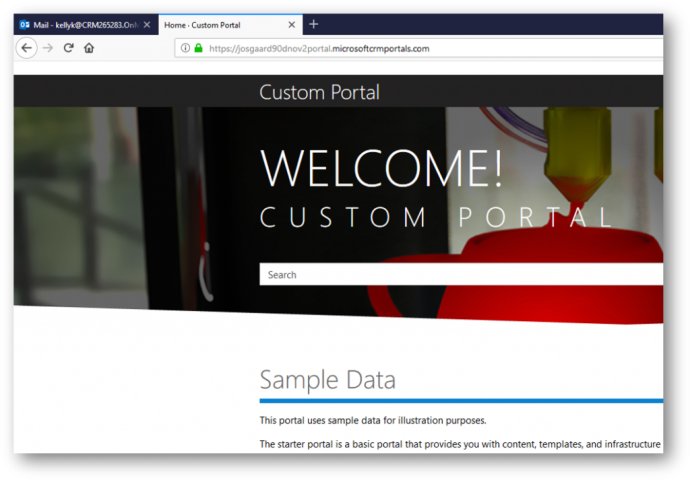 Mail - kellyk@CRM265283.Onm
Home · Custom Portal
https://josgaard90dnov2portal.microsoftcrmportals.com
Custom Portal
WELCOME!
CUSTOM PORTAL
Search
Sample Data
This portal uses sample data for illustration purposes.
The starter portal is a basic portal that provides you with content, templates, and infrastructure